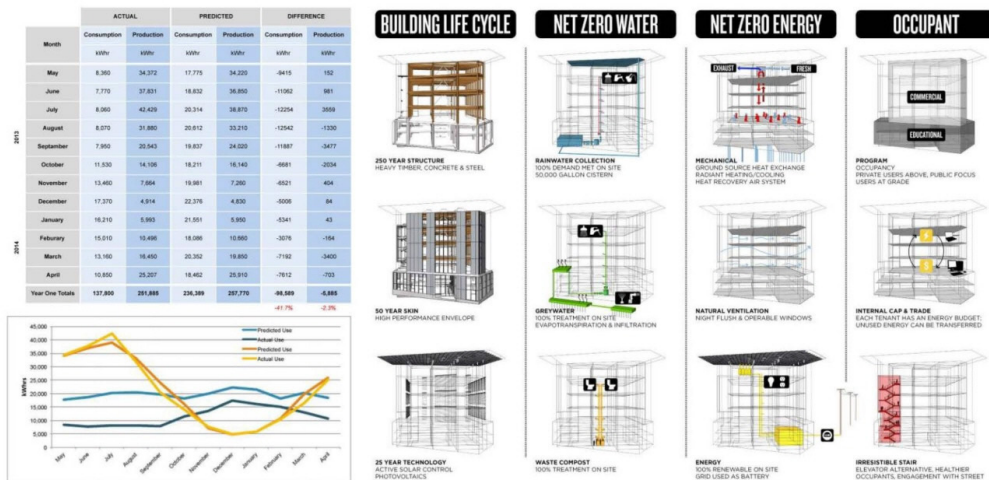 ACTUAL PREDICTED DIFFERENCE
Month Consumption Production Consumption Production Consumption Production
kWhr kWhr kWhr kWhr kWhr kWhr
2013
May 8,360 34,372 17,775 34,220 -9415 152
June 7,770 37,831 18,832 36,850 -11062 981
July 8,060 42,429 20,314 38,870 -12254 3559
August 8,070 31,880 20,612 33,210 -12542 -1330
September 7,950 20,543 19,837 24,020 -11887 -3477
October 11,530 14,106 18,211 16,140 -6681 -2034
November 13,460 7,664 19,981 7,260 -6521 404
December 17,370 4,914 22,376 4,830 -5006 84
2014
January 16,210 5,993 21,551 5,950 -5341 43
Feburary 15,010 10,496 18,086 10,660 -3076 -164
March 13,160 16,450 20,352 19,850 -7192 -3400
April 10,850 25,207 18,462 25,910 -7612 -703
Year One Totals 137,800 251,885 236,389 257,770 -98,589 -5,885
-41.7% -2.3%
45,000
40,000
35,000
30,000
25,000
20,000
15,000
10,000
5,000
0
kWhrs
Predicted Use
Actual Use
Predicted Use
Actual Use
May June July August September October November December January February March April
BUILDING LIFE CYCLE
NET ZERO WATER
NET ZERO ENERGY
OCCUPANT
EXHAUST
FRESH
COMMERCIAL
EDUCATIONAL
250 YEAR STRUCTURE
HEAVY TIMBER, CONCRETE & STEEL
RAINWATER COLLECTION
100% DEMAND MET ON SITE
50,000 GALLON CISTERN
MECHANICAL
GROUND SOURCE HEAT EXCHANGE
RADIANT HEATING/COOLING
HEAT RECOVERY AIR SYSTEM
PROGRAM
OCCUPANCY
PRIVATE USERS ABOVE, PUBLIC FOCUS
USERS AT GRADE
50 YEAR SKIN
HIGH PERFORMANCE ENVELOPE
GREYWATER
100% TREATMENT ON SITE
EVAPOTRANSPIRATION & INFILTRATION
NATURAL VENTILATION
NIGHT FLUSH & OPERABLE WINDOWS
INTERNAL CAP & TRADE
EACH TENANT HAS AN ENERGY BUDGET;
UNUSED ENERGY CAN BE TRANSFERRED
25 YEAR TECHNOLOGY
ACTIVE SOLAR CONTROL
PHOTOVOLTAICS
WASTE COMPOST
100% TREATMENT ON SITE
ENERGY
100% RENEWABLE ON SITE
GRID USED AS BATTERY
IRRESISTIBLE STAIR
ELEVATOR ALTERNATIVE, HEALTHIER
OCCUPANTS, ENGAGEMENT WITH STREET